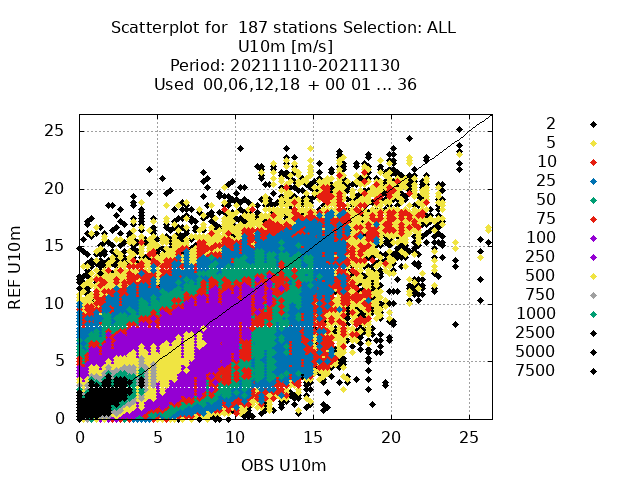 Scatterplot for  187 stations Selection: ALL
U10m [m/s]
Period: 20211110-20211130
Used  00,06,12,18  + 00 01 ... 36
REF U10m
25
20
15
10
5
0
0 5 10 15 20 25
OBS U10m
2
5
10
25
50
75
100
250
500
750
1000
2500
5000
7500